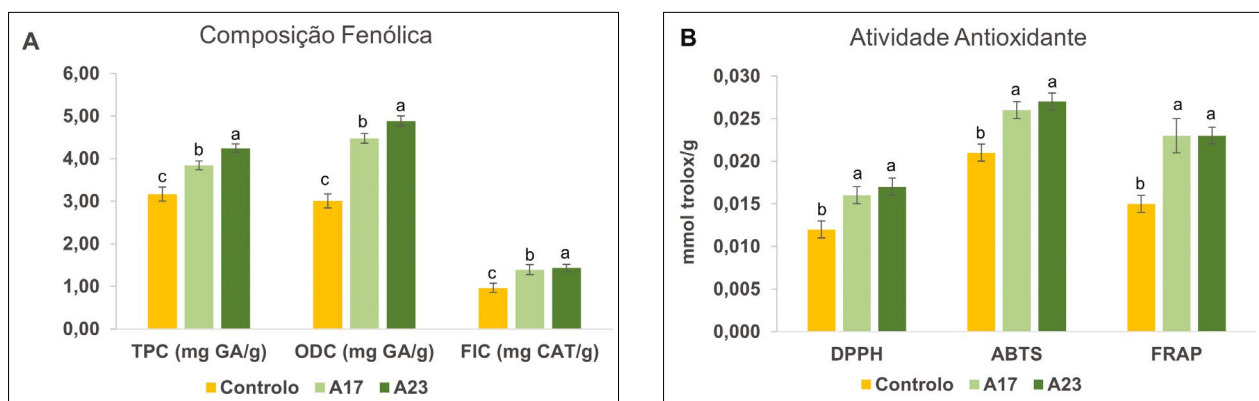 A
Composição Fenólica
6,00
5,00
4,00
3,00
2,00
1,00
0,00
c
b
a
c
b
a
c
b
a
TPC (mg GA/g)
ODC (mg GA/g)
FIC (mg CAT/g)
Controlo
A17
A23
B
Atividade Antioxidante
mmol trolox/g
0,030
0,025
0,020
0,015
0,010
0,005
0,000
b
a
a
b
a
a
b
a
a
DPPH
ABTS
FRAP
Controlo
A17
A23